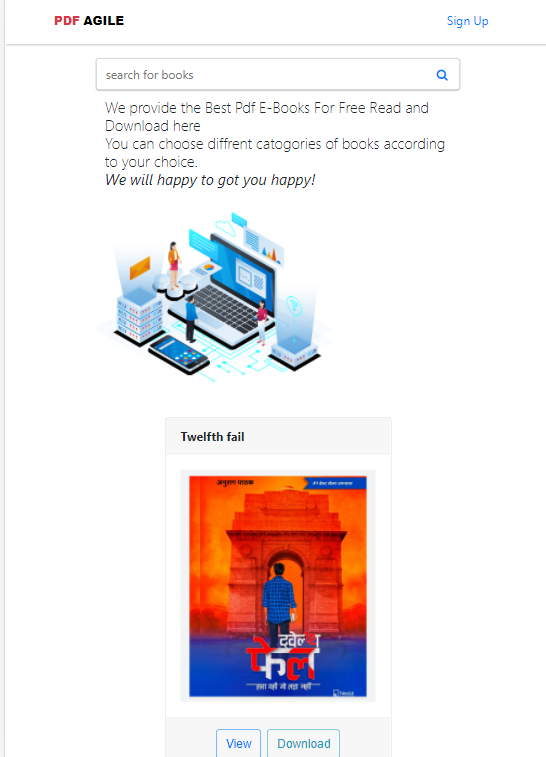 PDF AGILE
Sign Up
search for books
We provide the Best Pdf E-Books For Free Read and
Download here
You can choose diffrent catogories of books according
to your choice.
We will happy to got you happy!
Twelfth fail
अनुराग पाठक
ट्वेल्थ
फेल
हारा वही जो लड़ा नहीं
View
Download